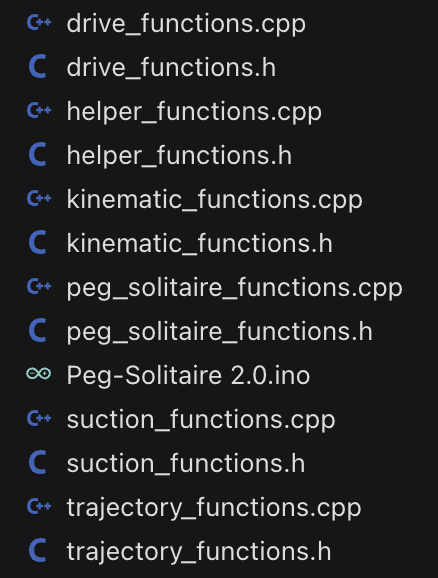 C++ drive_functions.cpp
C drive_functions.h
C++ helper_functions.cpp
C helper_functions.h
C++ kinematic_functions.cpp
C kinematic_functions.h
C++ peg_solitaire_functions.cpp
C peg_solitaire_functions.h
Peg-Solitaire 2.0.ino
C++ suction_functions.cpp
C suction_functions.h
C++ trajectory_functions.cpp
C trajectory_functions.h